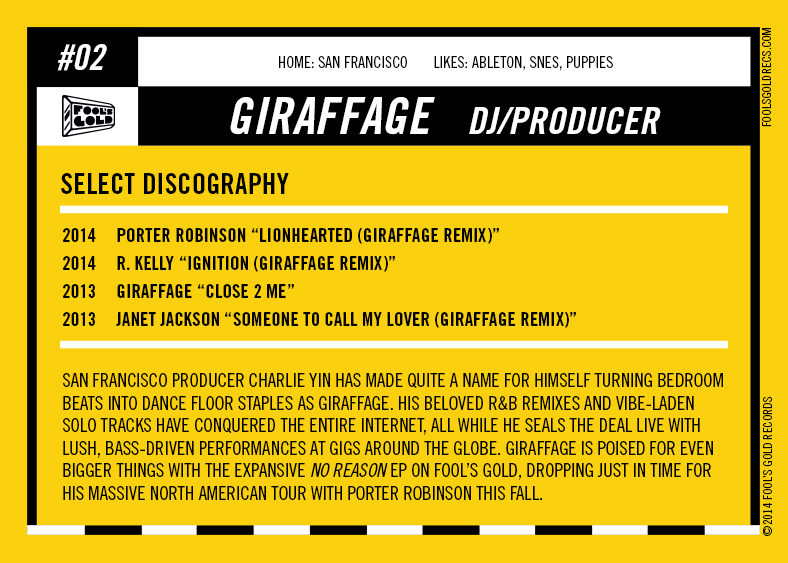 #02
HOME: SAN FRANCISCO LIKES: ABLETON, SNES, PUPPIES
FOOL'S
GOLD
GIRAFFAGE DJ/PRODUCER
SELECT DISCOGRAPHY
2014 PORTER ROBINSON “LIONHEARTED (GIRAFFAGE REMIX)”
2014 R. KELLY “IGNITION (GIRAFFAGE REMIX)”
2013 GIRAFFAGE “CLOSE 2 ME”
2013 JANET JACKSON “SOMEONE TO CALL MY LOVER (GIRAFFAGE REMIX)”
SAN FRANCISCO PRODUCER CHARLIE YIN HAS MADE QUITE A NAME FOR HIMSELF TURNING BEDROOM
BEATS INTO DANCE FLOOR STAPLES AS GIRAFFAGE. HIS BELOVED R&B REMIXES AND VIBE-LADEN
SOLO TRACKS HAVE CONQUERED THE ENTIRE INTERNET, ALL WHILE HE SEALS THE DEAL LIVE WITH
LUSH, BASS-DRIVEN PERFORMANCES AT GIGS AROUND THE GLOBE. GIRAFFAGE IS POISED FOR EVEN
BIGGER THINGS WITH THE EXPANSIVE NO REASON EP ON FOOL’S GOLD, DROPPING JUST IN TIME FOR
HIS MASSIVE NORTH AMERICAN TOUR WITH PORTER ROBINSON THIS FALL.
FOOLSGOLDRECS.COM
©2014 FOOL’S GOLD RECORDS